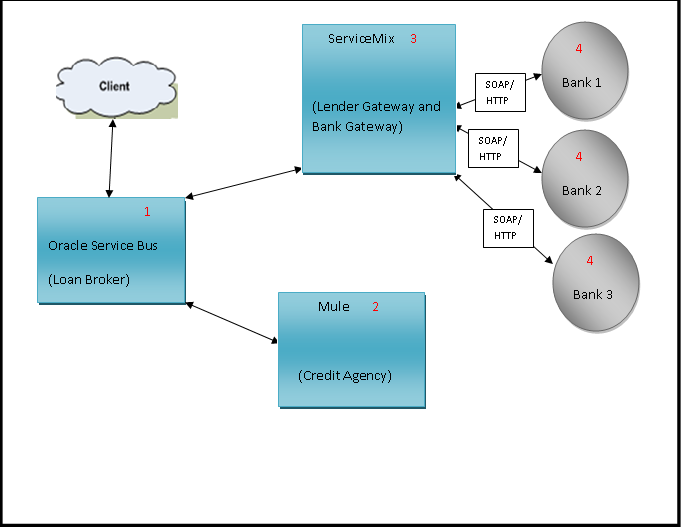 Client
1
Oracle Service Bus
(Loan Broker)
ServiceMix 3
(Lender Gateway and
Bank Gateway)
Mule 2
(Credit Agency)
SOAP/
HTTP
SOAP/
HTTP
SOAP/
HTTP
4
Bank 1
4
Bank 2
4
Bank 3